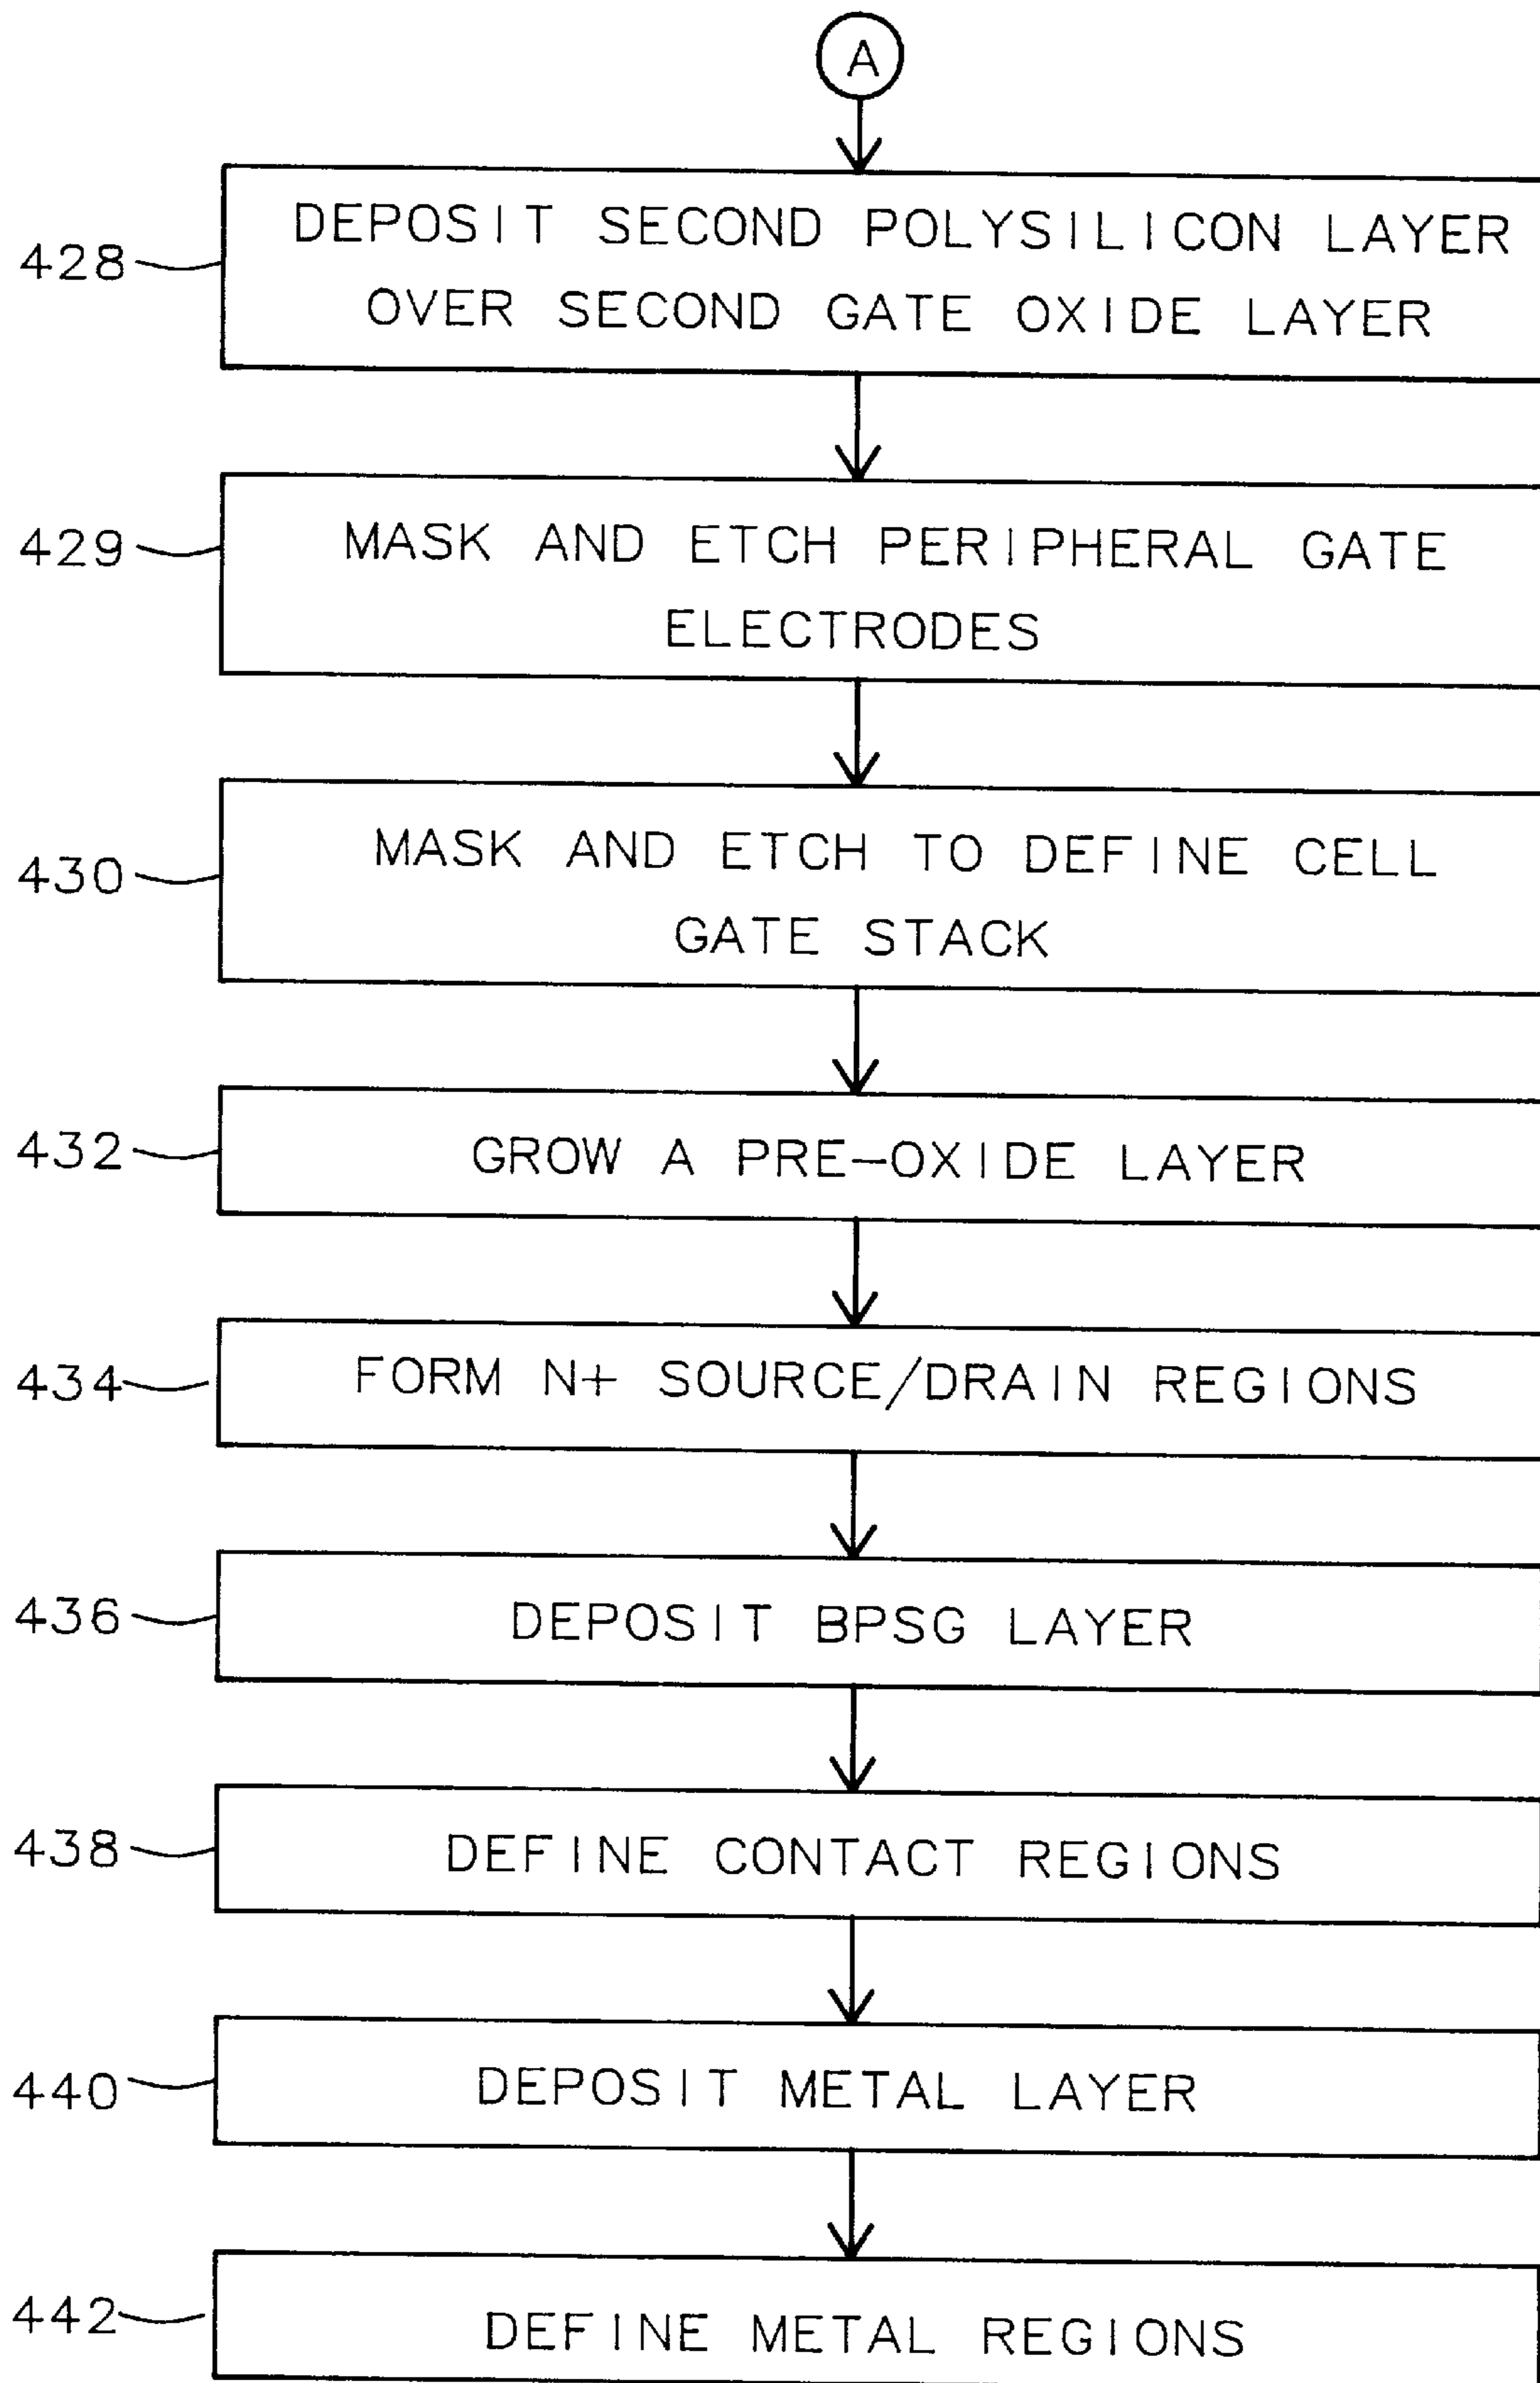 A
428
DEPOSIT SECOND POLYSILICON LAYER
OVER SECOND GATE OXIDE LAYER
429
MASK AND ETCH PERIPHERAL GATE
ELECTRODES
430
MASK AND ETCH TO DEFINE CELL
GATE STACK
432
GROW A PRE-OXIDE LAYER
434
FORM N+ SOURCE/DRAIN REGIONS
436
DEPOSIT BPSG LAYER
438
DEFINE CONTACT REGIONS
440
DEPOSIT METAL LAYER
442
DEFINE METAL REGIONS